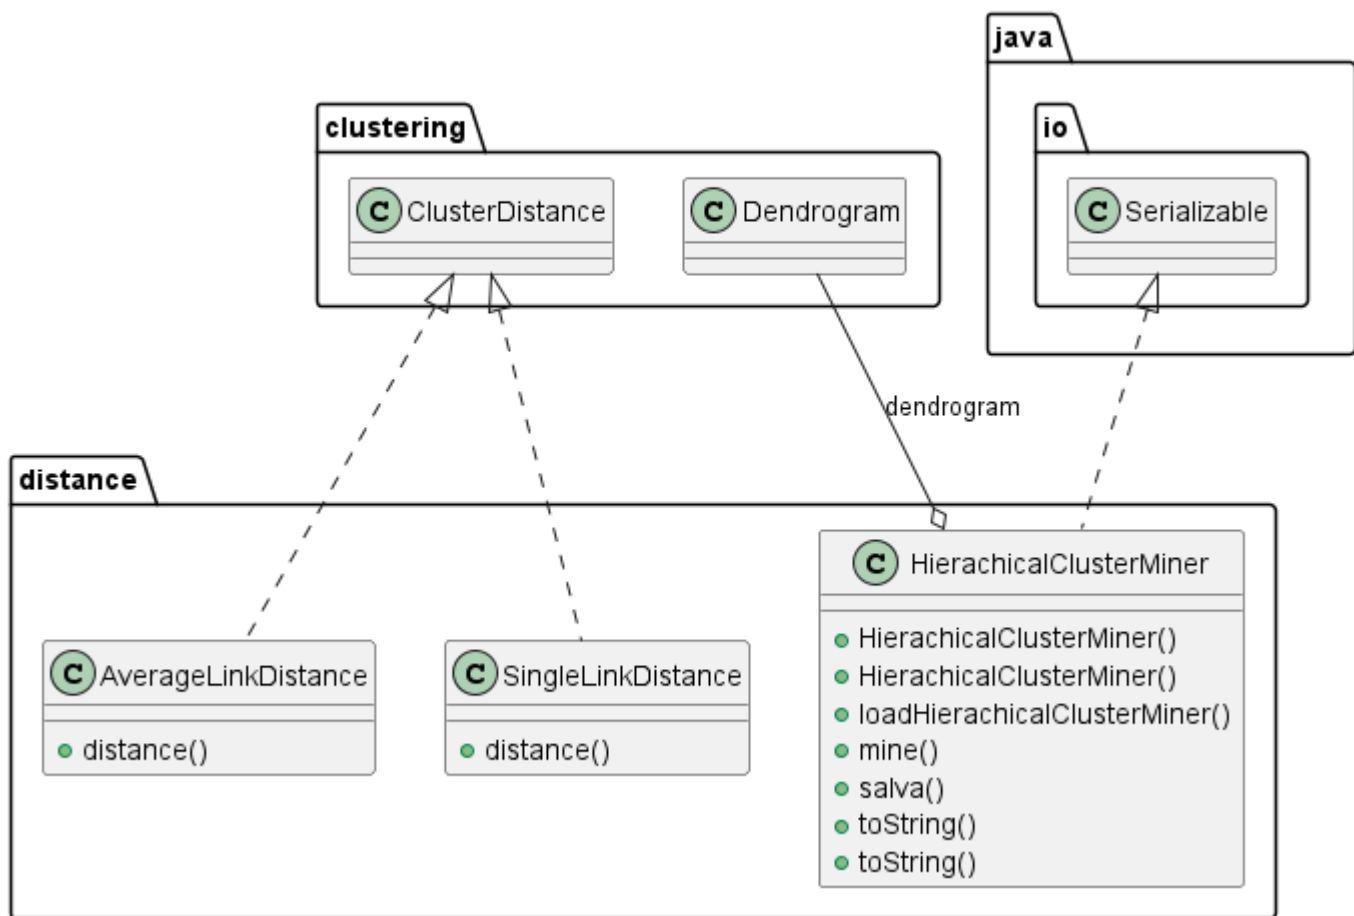 java
io
C Serializable
clustering
C ClusterDistance
C Dendrogram
dendrogram
distance
C AverageLinkDistance
distance()
C SingleLinkDistance
distance()
C HierachicalClusterMiner
HierachicalClusterMiner()
HierachicalClusterMiner()
loadHierachicalClusterMiner()
mine()
salva()
toString()
toString()